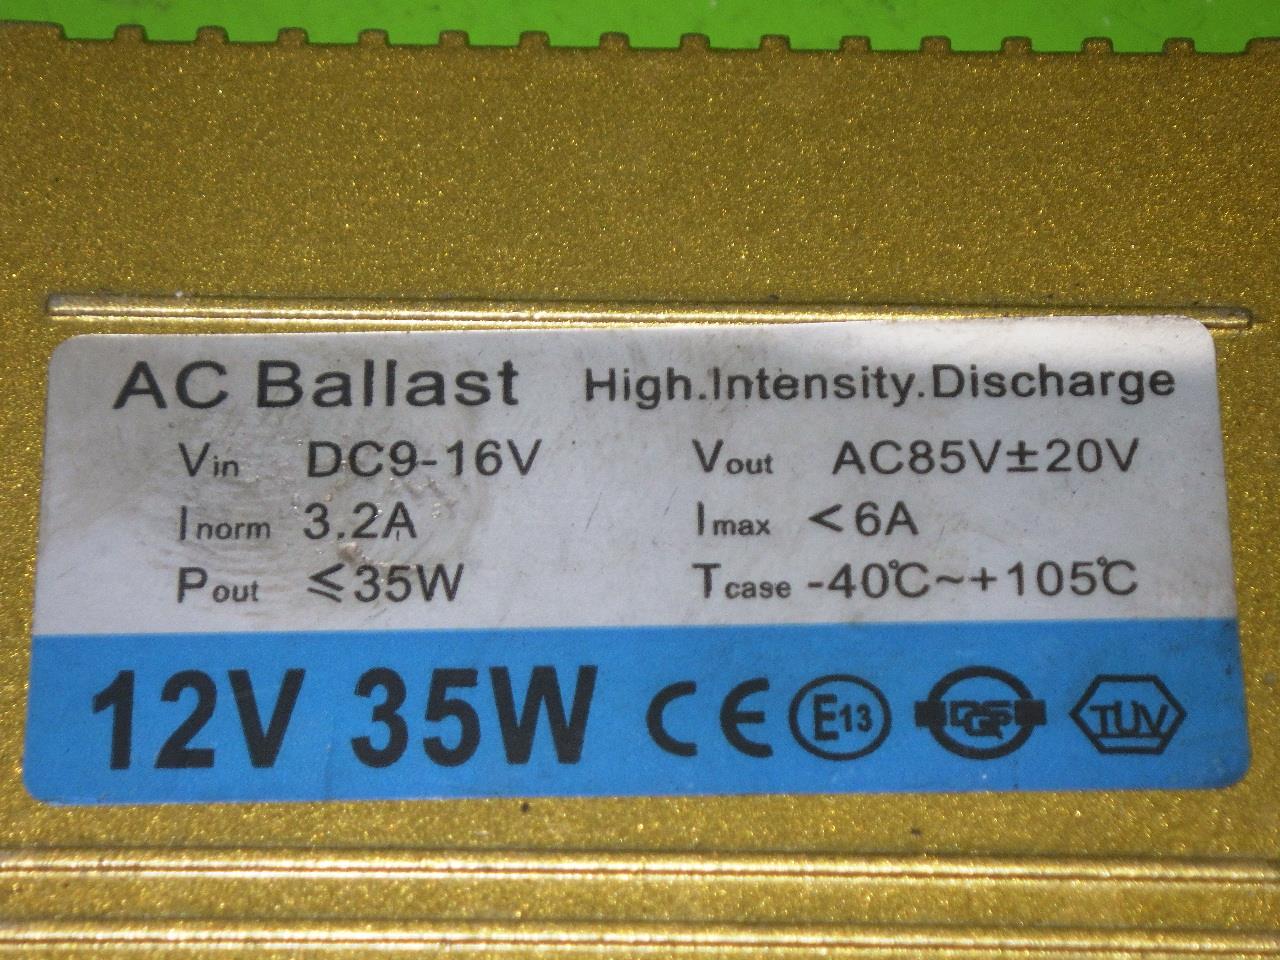 AC Ballast High.Intensity.Discharge
Vin DC9-16V Vout AC85V±20V
Inorm 3.2A Imax <6A
Pout ≤35W Tcase -40℃~+105℃
12V 35W CE E13 TUV